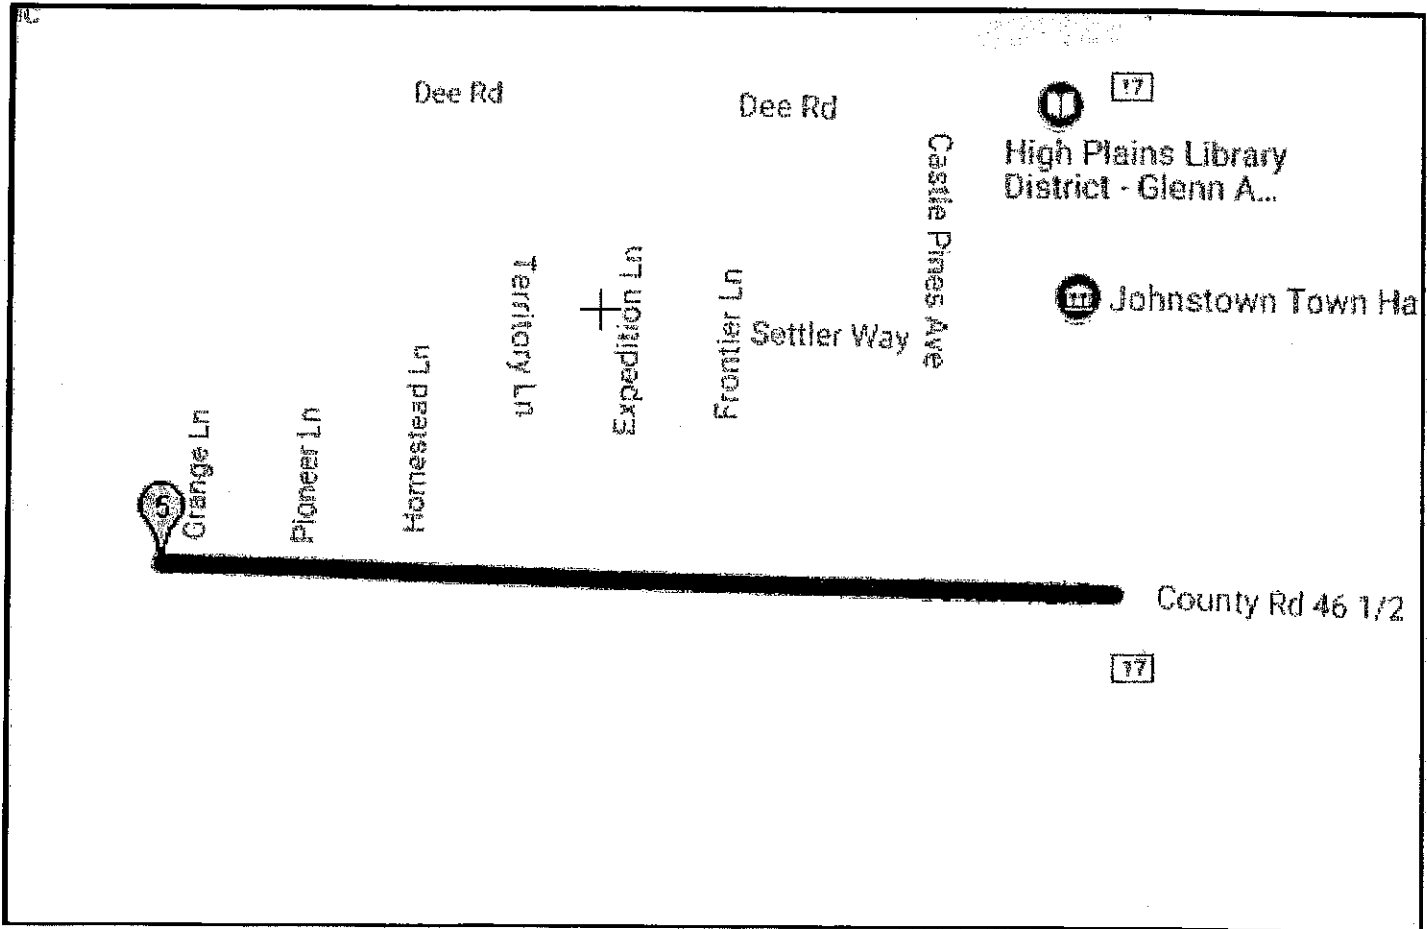 Dee Rd
Dee Rd
17
High Plains Library
District - Glenn A...
Castle Pines Ave
Territory Ln
Expedition Ln
Frontier Ln
Settler Way
Johnstown Town Ha
Homestead Ln
Pioneer Ln
Grange Ln
5
County Rd 46 1/2
17